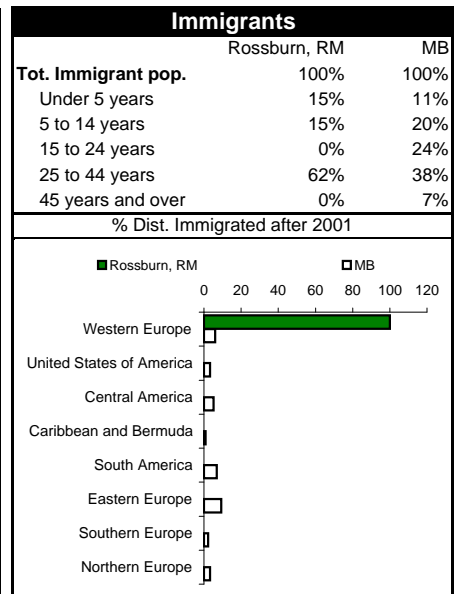 Immigrants
Rossburn, RM MB
Tot. Immigrant pop. 100% 100%
Under 5 years 15% 11%
5 to 14 years 15% 20%
15 to 24 years 0% 24%
25 to 44 years 62% 38%
45 years and over 0% 7%
% Dist. Immigrated after 2001
Rossburn, RM MB
0 20 40 60 80 100 120
Western Europe
United States of America
Central America
Caribbean and Bermuda
South America
Eastern Europe
Southern Europe
Northern Europe